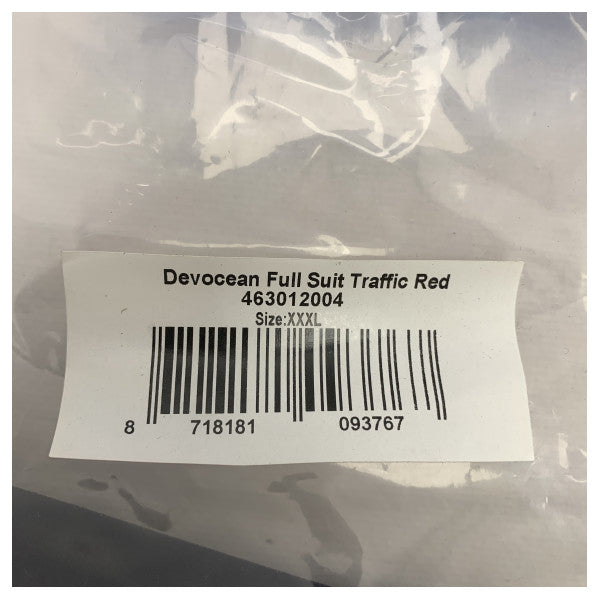 Devocean Full Suit Traffic Red
463012004
Size:XXXL
8 718181 093767